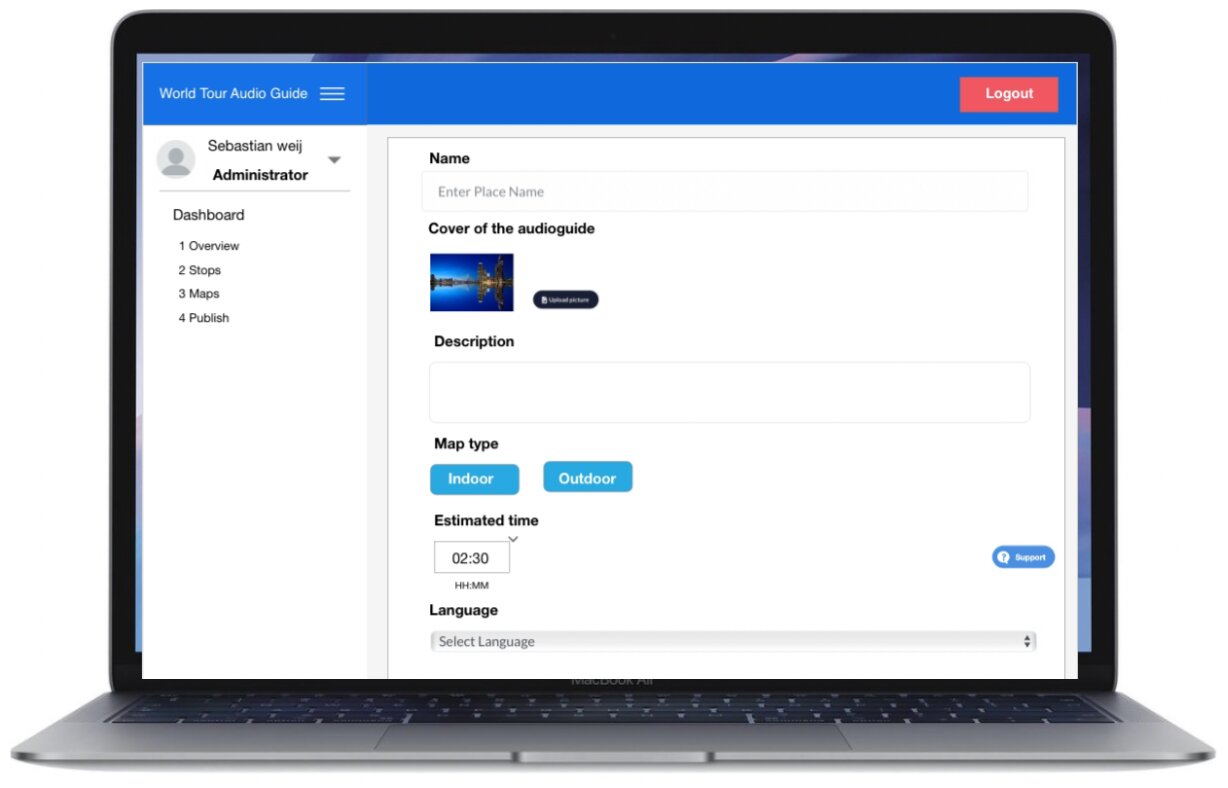 World Tour Audio Guide
Logout
Sebastian weij
Administrator
Dashboard
1 Overview
2 Stops
3 Maps
4 Publish
Name
Enter Place Name
Cover of the audioguide
Upload picture
Description
Map type
Indoor
Outdoor
Estimated time
02:30
HH:MM
Support
Language
Select Language
MacBook Air